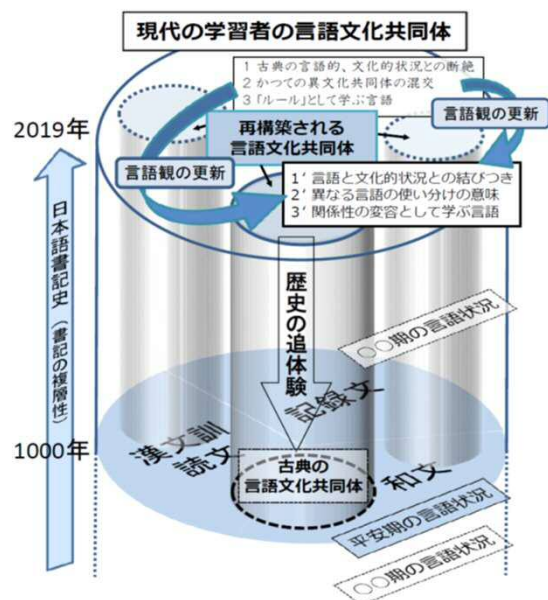 現代の学習者の言語文化共同体
1 古典の言語的、文化的状況との断絶
2 かつての異文化共同体の混交
3 「ルール」として学ぶ言語
言語観の更新
2019年
再構築される
言語文化共同体
言語観の更新
1’ 言語と文化的状況との結びつき
2’ 異なる言語の使い分けの意味
3’ 関係性の変容として学ぶ言語
日本語書記史(書記の複層性)
歴史の追体験
○○期の言語状況
記録文
1000年
漢文訓
読文
古典の
言語文化共同体
和文
平安期の言語状況
○○期の言語状況